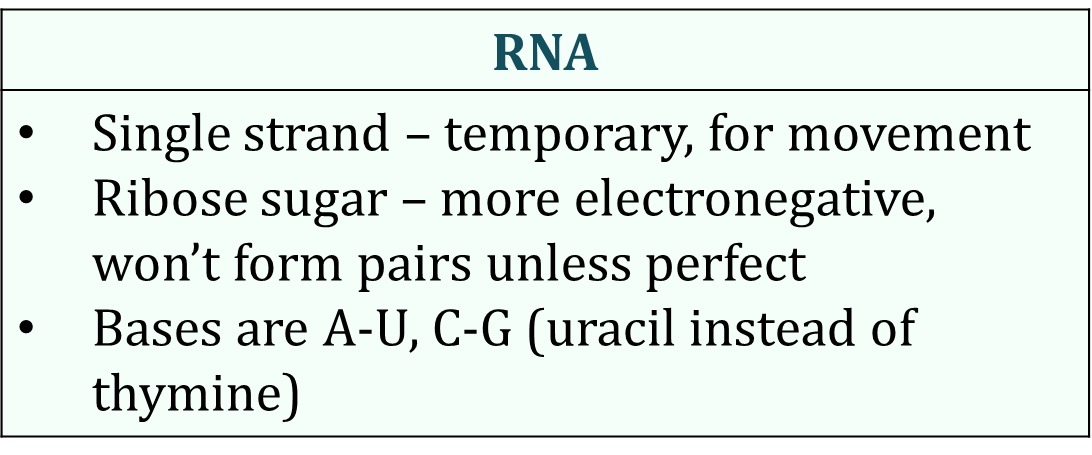 RNA
• Single strand – temporary, for movement
• Ribose sugar – more electronegative,
won’t form pairs unless perfect
• Bases are A-U, C-G (uracil instead of
thymine)